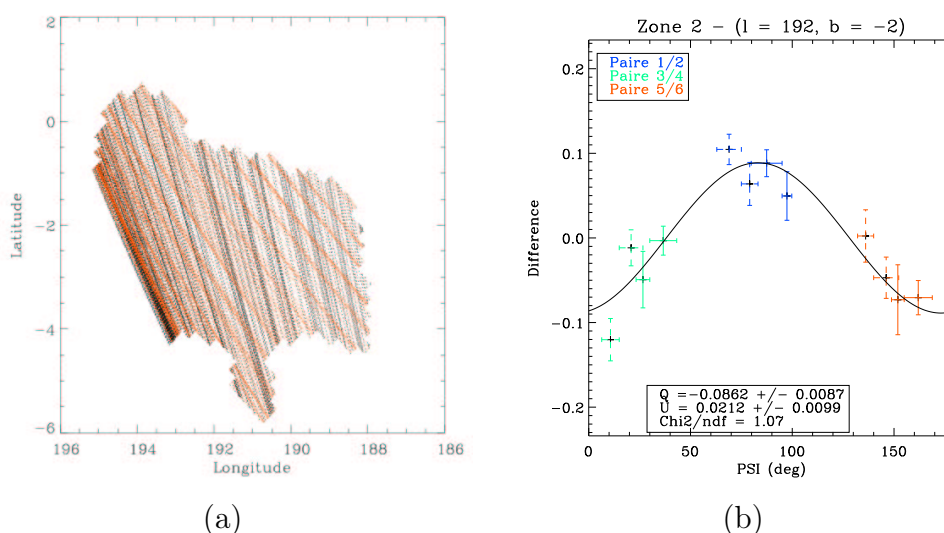 2
0
−2
−4
−6
Latitude
196
194
192
190
188
186
Longitude
(a)
Zone 2 − (l = 192, b = −2)
Paire 1/2
Paire 3/4
Paire 5/6
0.2
0.1
0.0
−0.1
−0.2
Difference
Q =−0.0862 +/− 0.0087
U = 0.0212 +/− 0.0099
Chi2/ndf = 1.07
0
50
100
150
PSI (deg)
(b)